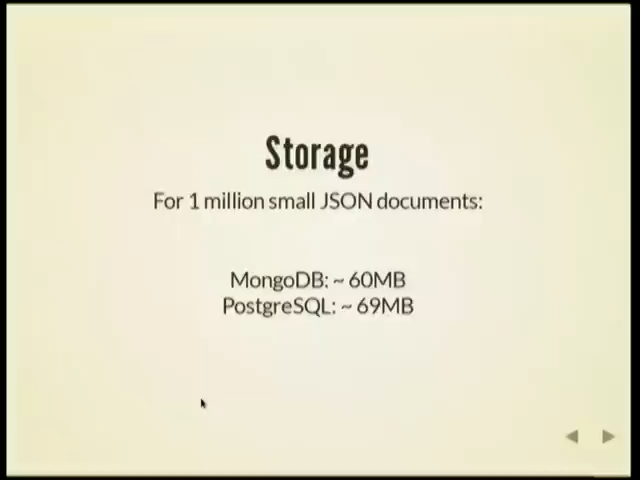 Storage
For 1 million small JSON documents:
MongoDB: ~ 60MB
PostgreSQL: ~ 69MB